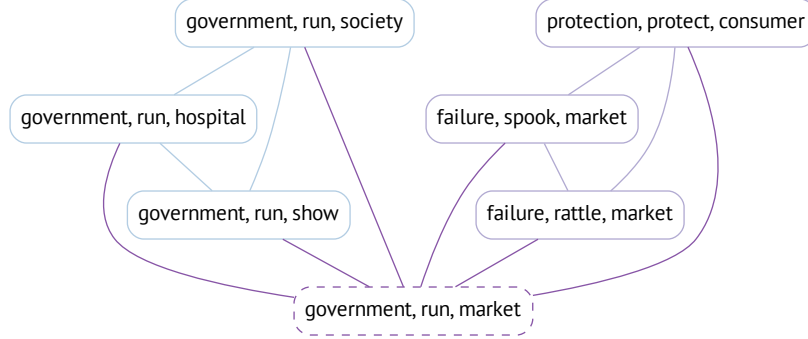 government, run, society
protection, protect, consumer
government, run, hospital
failure, spook, market
government, run, show
failure, rattle, market
government, run, market